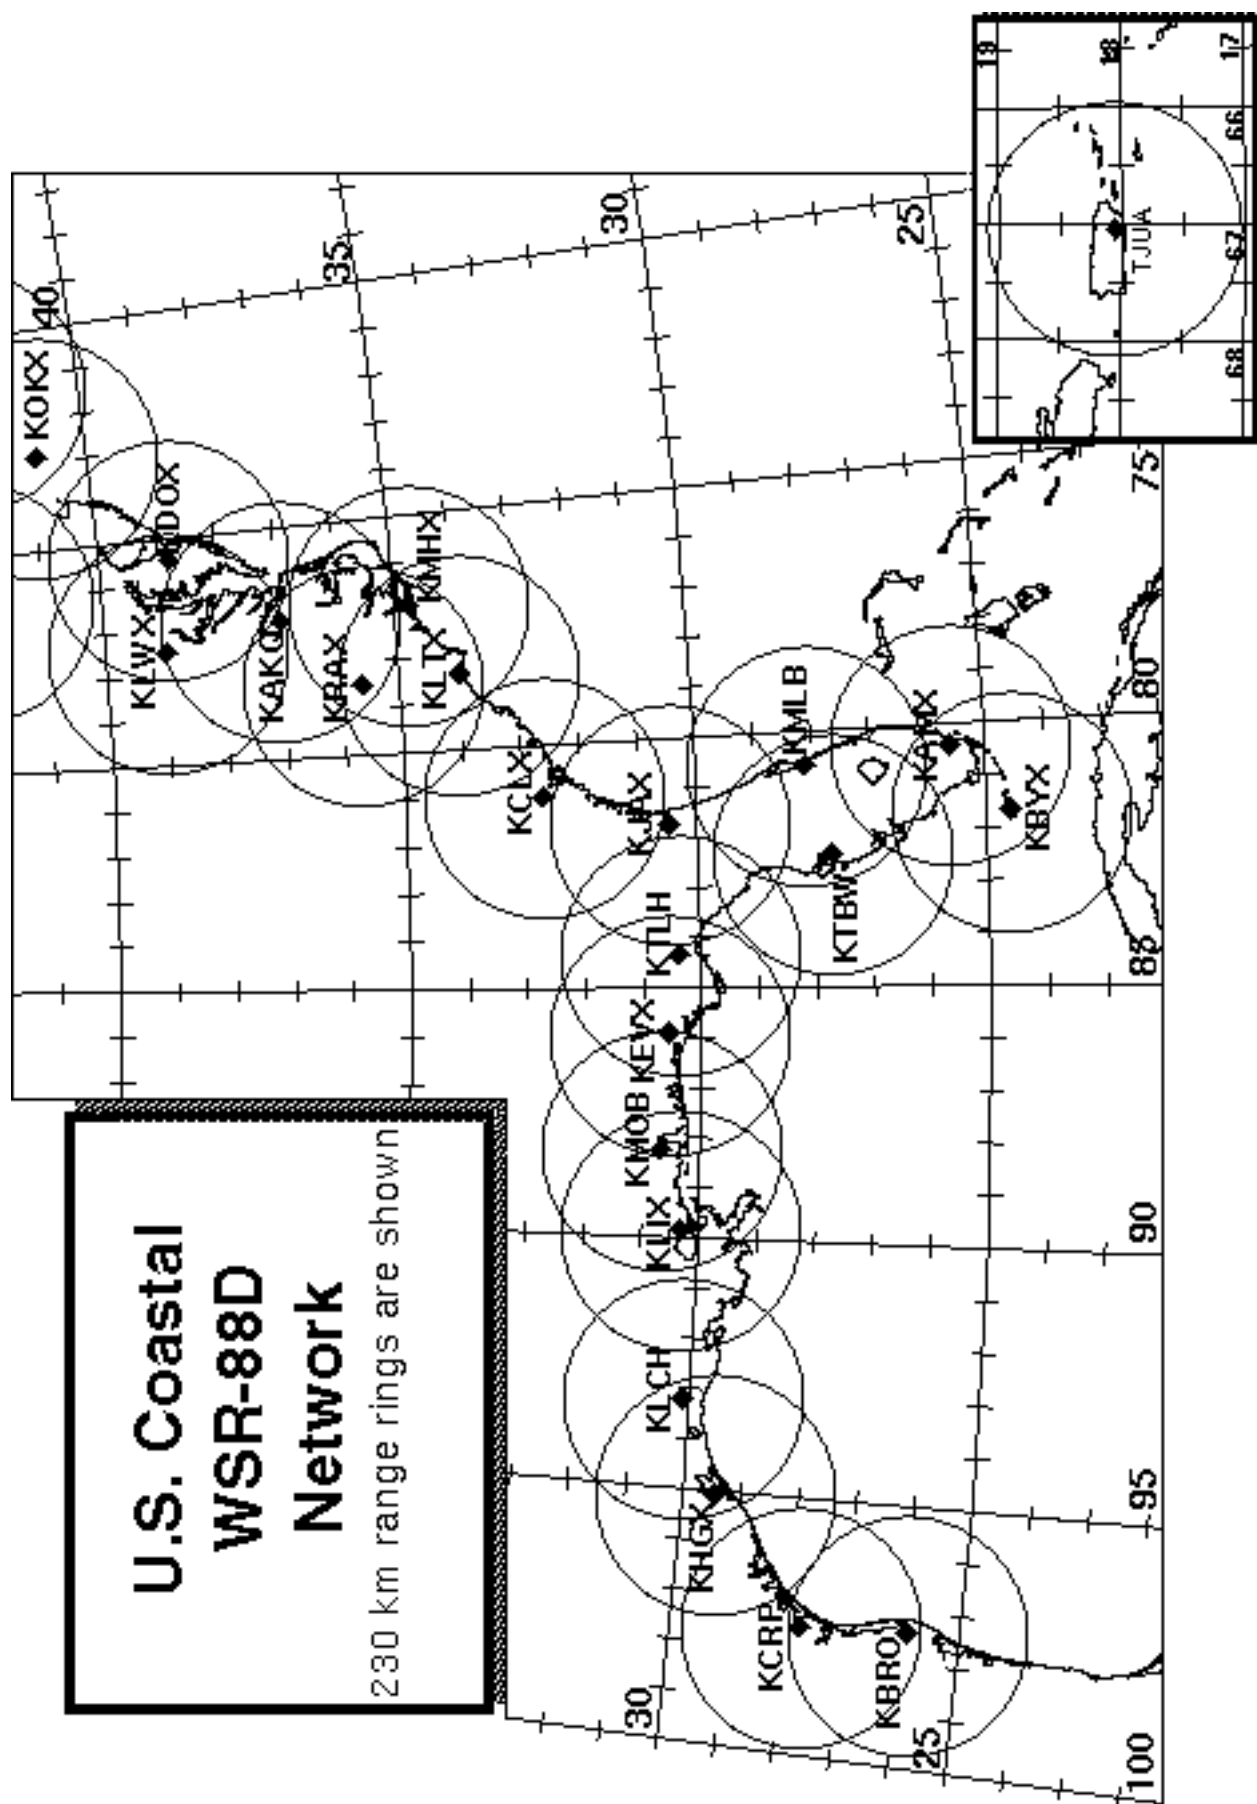 U.S. Coastal
WSR-88D
Network
230 km range rings are shown
KOKX
40
DOX
KLWX
KAKQ
KRAX
35
KMHX
KLTX
KCLX
KJAX
KTLH
KEVX
KMOB
KLIX
KLCH
KHGX
KCRP
KBRO
30
30
KMLB
KTBW
KAMX
KBYX
25
25
100
95
90
85
80
75
19
18
17
TJUA
68
67
66